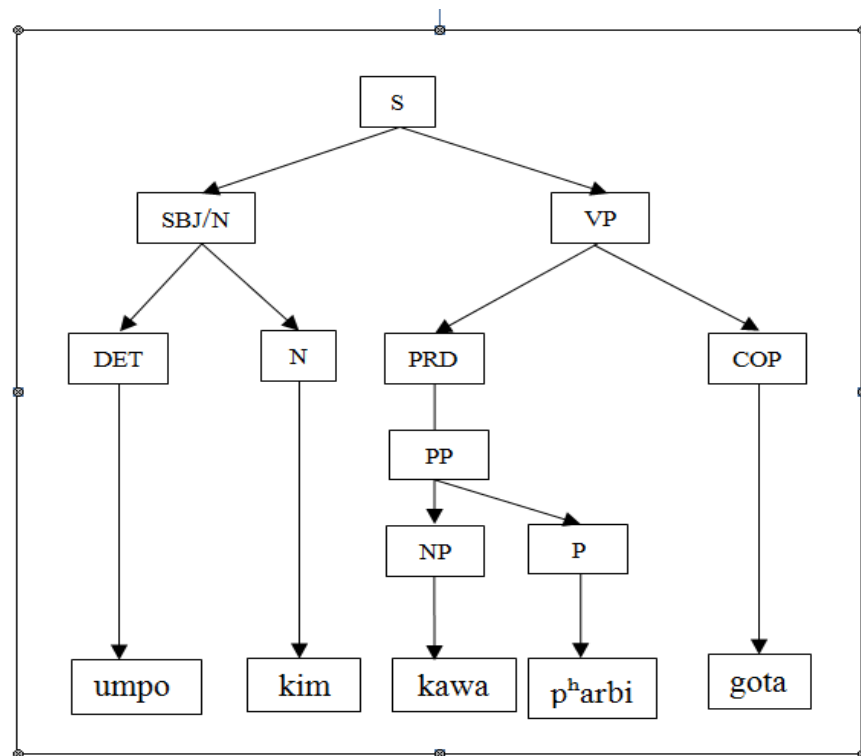 S
SBJ/N VP
DET N PRD COP
PP
NP P
umpo kim kawa pʰarbi gota